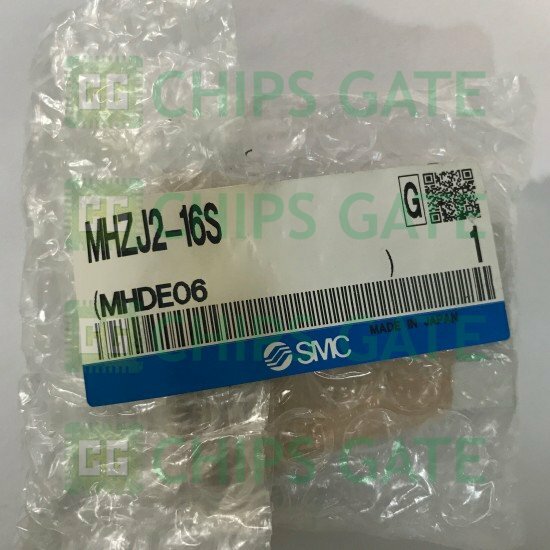 CHIPS GATE
CHIPS GATE
MHZJ2-16S
G
1
(MHDE06 )
MADE IN JAPAN
CHIPS GATE
SMC
CHIPS GATE